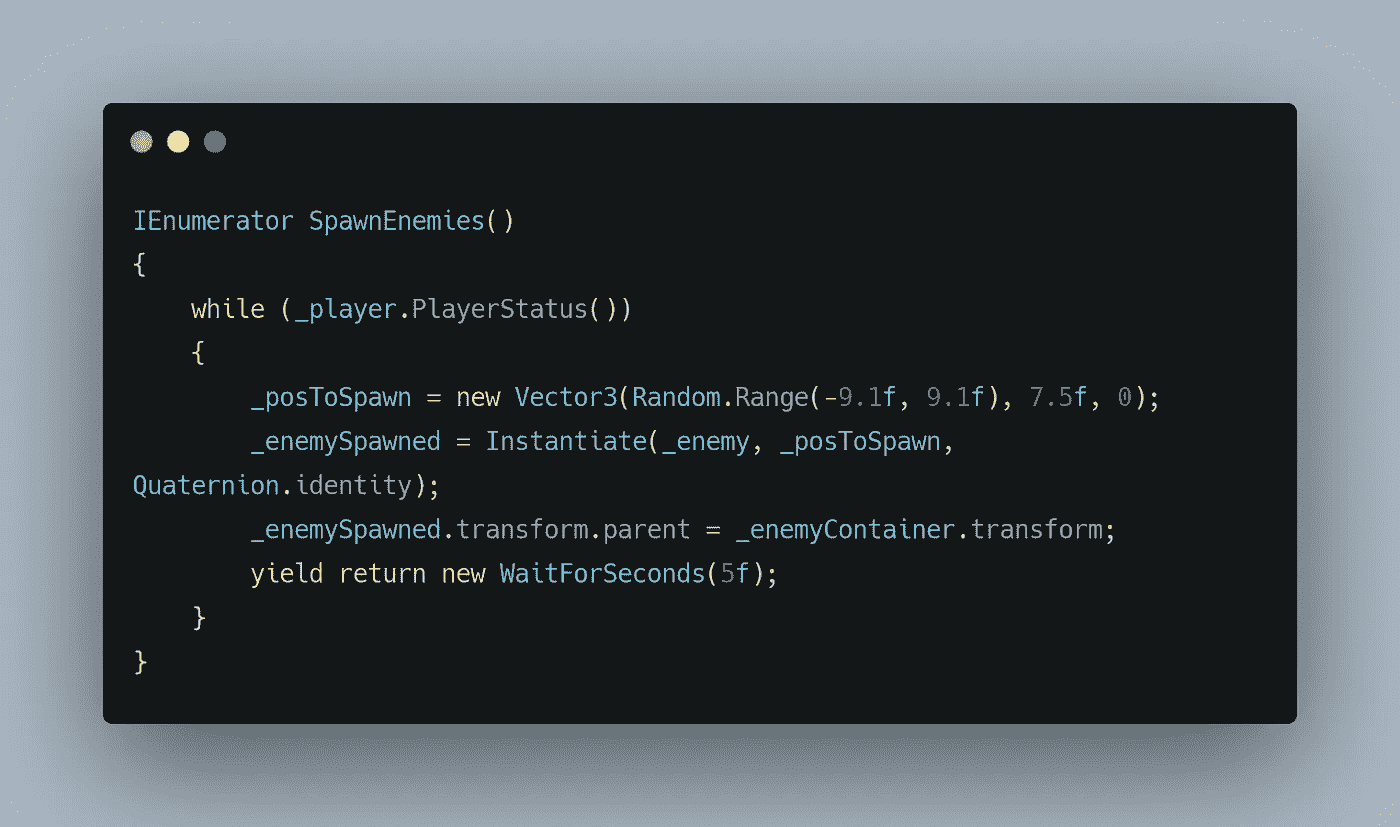 IEnumerator SpawnEnemies()
{
    while (_player.PlayerStatus())
    {
        _posToSpawn = new Vector3(Random.Range(-9.1f, 9.1f), 7.5f, 0);
        _enemySpawned = Instantiate(_enemy, _posToSpawn,
Quaternion.identity);
        _enemySpawned.transform.parent = _enemyContainer.transform;
        yield return new WaitForSeconds(5f);
    }
}